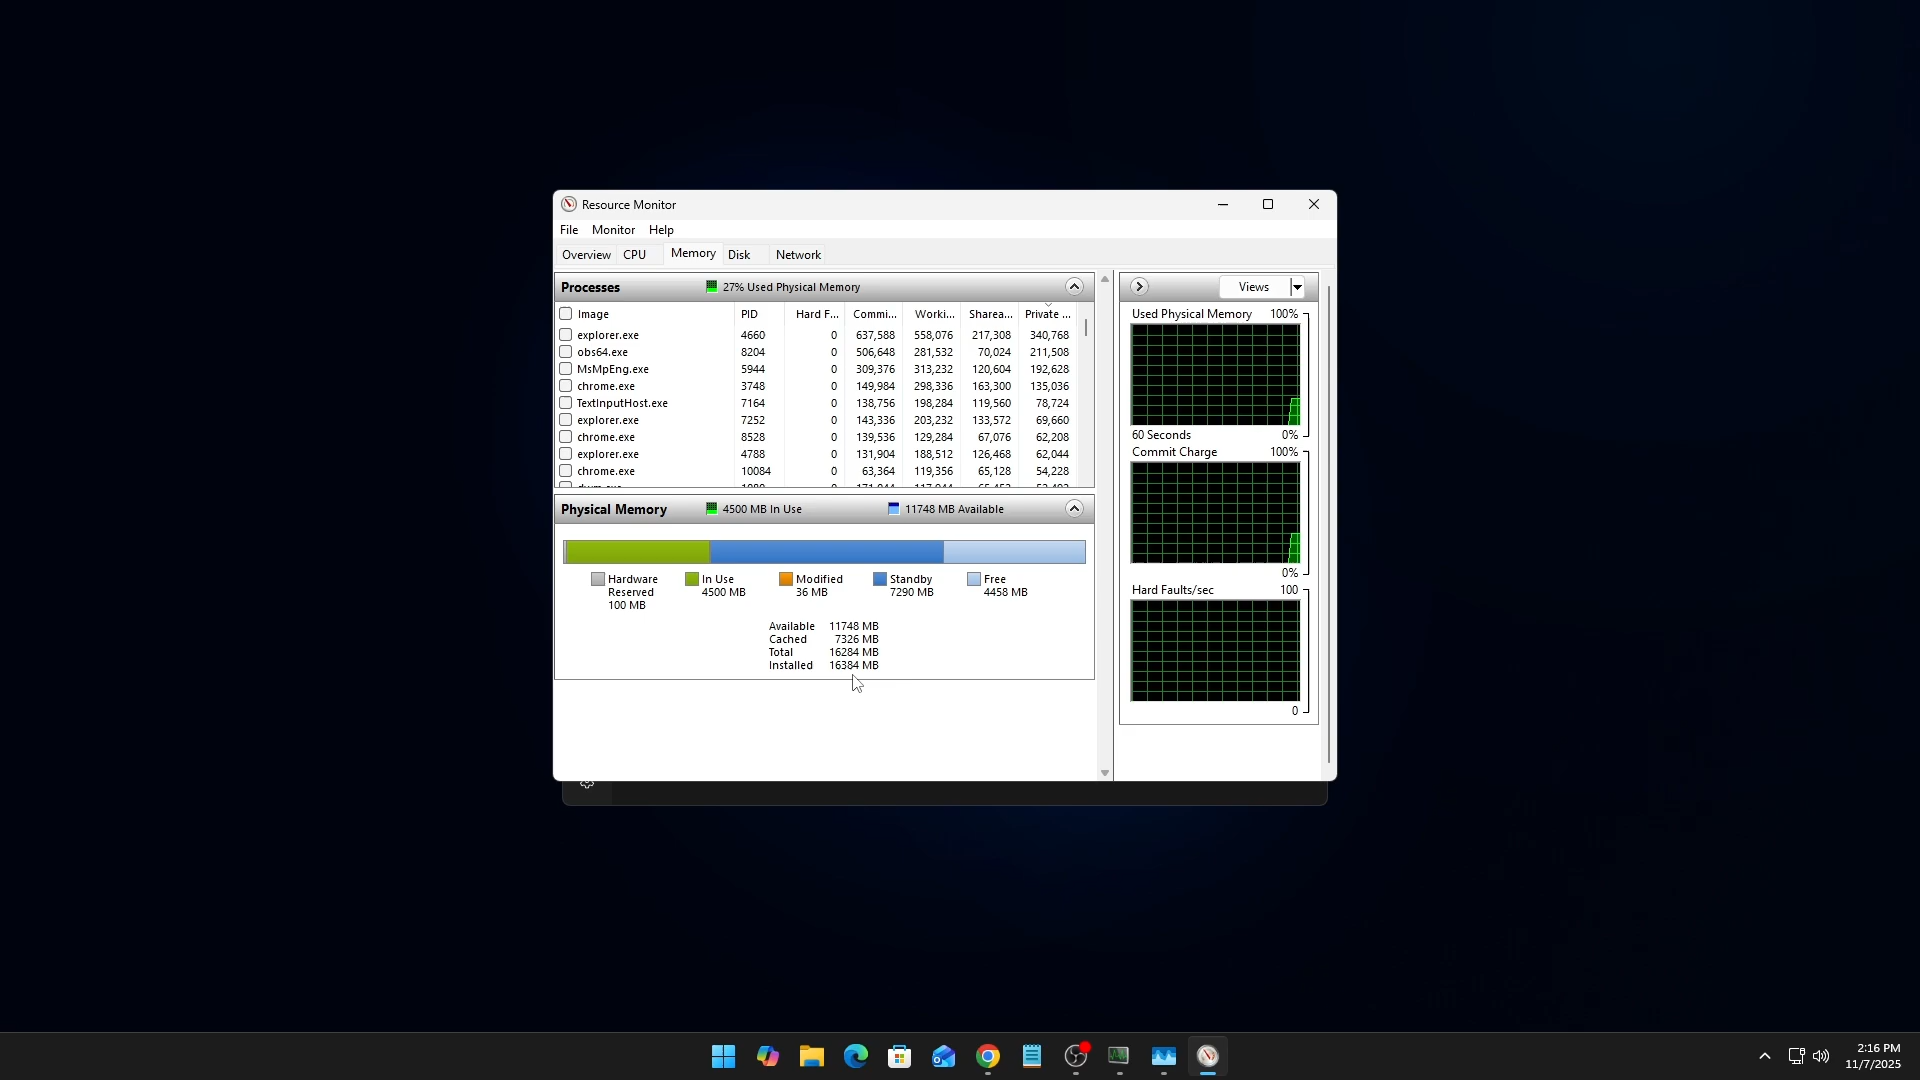 Resource Monitor
File Monitor Help
Overview CPU Memory Disk Network
Processes 27% Used Physical Memory
Image PID Hard F... Commi... Worki... Sharea... Private ...
explorer.exe 4660 0 637,588 558,076 217,308 340,768
obs64.exe 8204 0 506,648 281,532 70,024 211,508
MsMpEng.exe 5944 0 309,376 313,232 120,604 192,628
chrome.exe 3748 0 149,984 298,336 163,300 135,036
TextInputHost.exe 7164 0 138,756 198,284 119,560 78,724
explorer.exe 7252 0 143,336 203,232 133,572 69,660
chrome.exe 8528 0 139,536 129,284 67,076 62,208
explorer.exe 4788 0 131,904 188,512 126,468 62,044
chrome.exe 10084 0 63,364 119,356 65,128 54,228
Physical Memory 4500 MB In Use 11748 MB Available
Hardware Reserved 100 MB
In Use 4500 MB
Modified 36 MB
Standby 7290 MB
Free 4458 MB
Available 11748 MB
Cached 7326 MB
Total 16284 MB
Installed 16384 MB
Views
Used Physical Memory 100%
60 Seconds 0%
Commit Charge 100%
0%
Hard Faults/sec 100
0
2:16 PM
11/7/2025